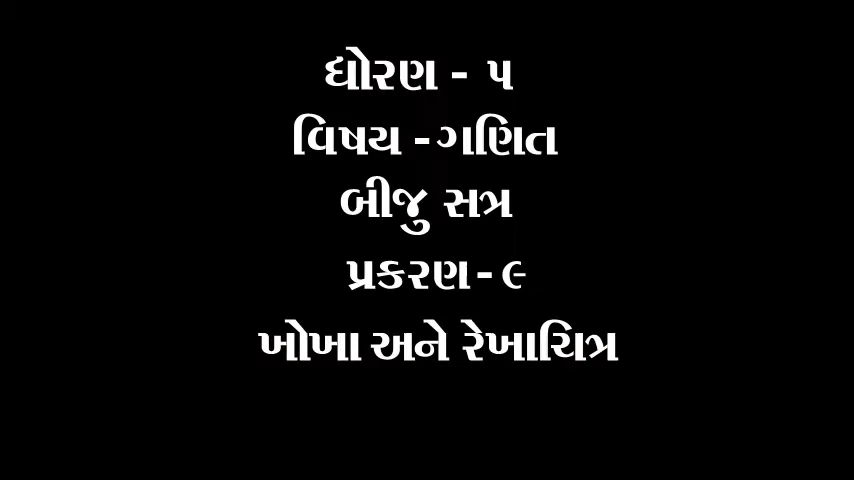 ધોરણ - ૫
વિષય - ગણિત
બીજુ સત્ર
પ્રકરણ - ૯
ખોખા અને રેખાચિત્ર